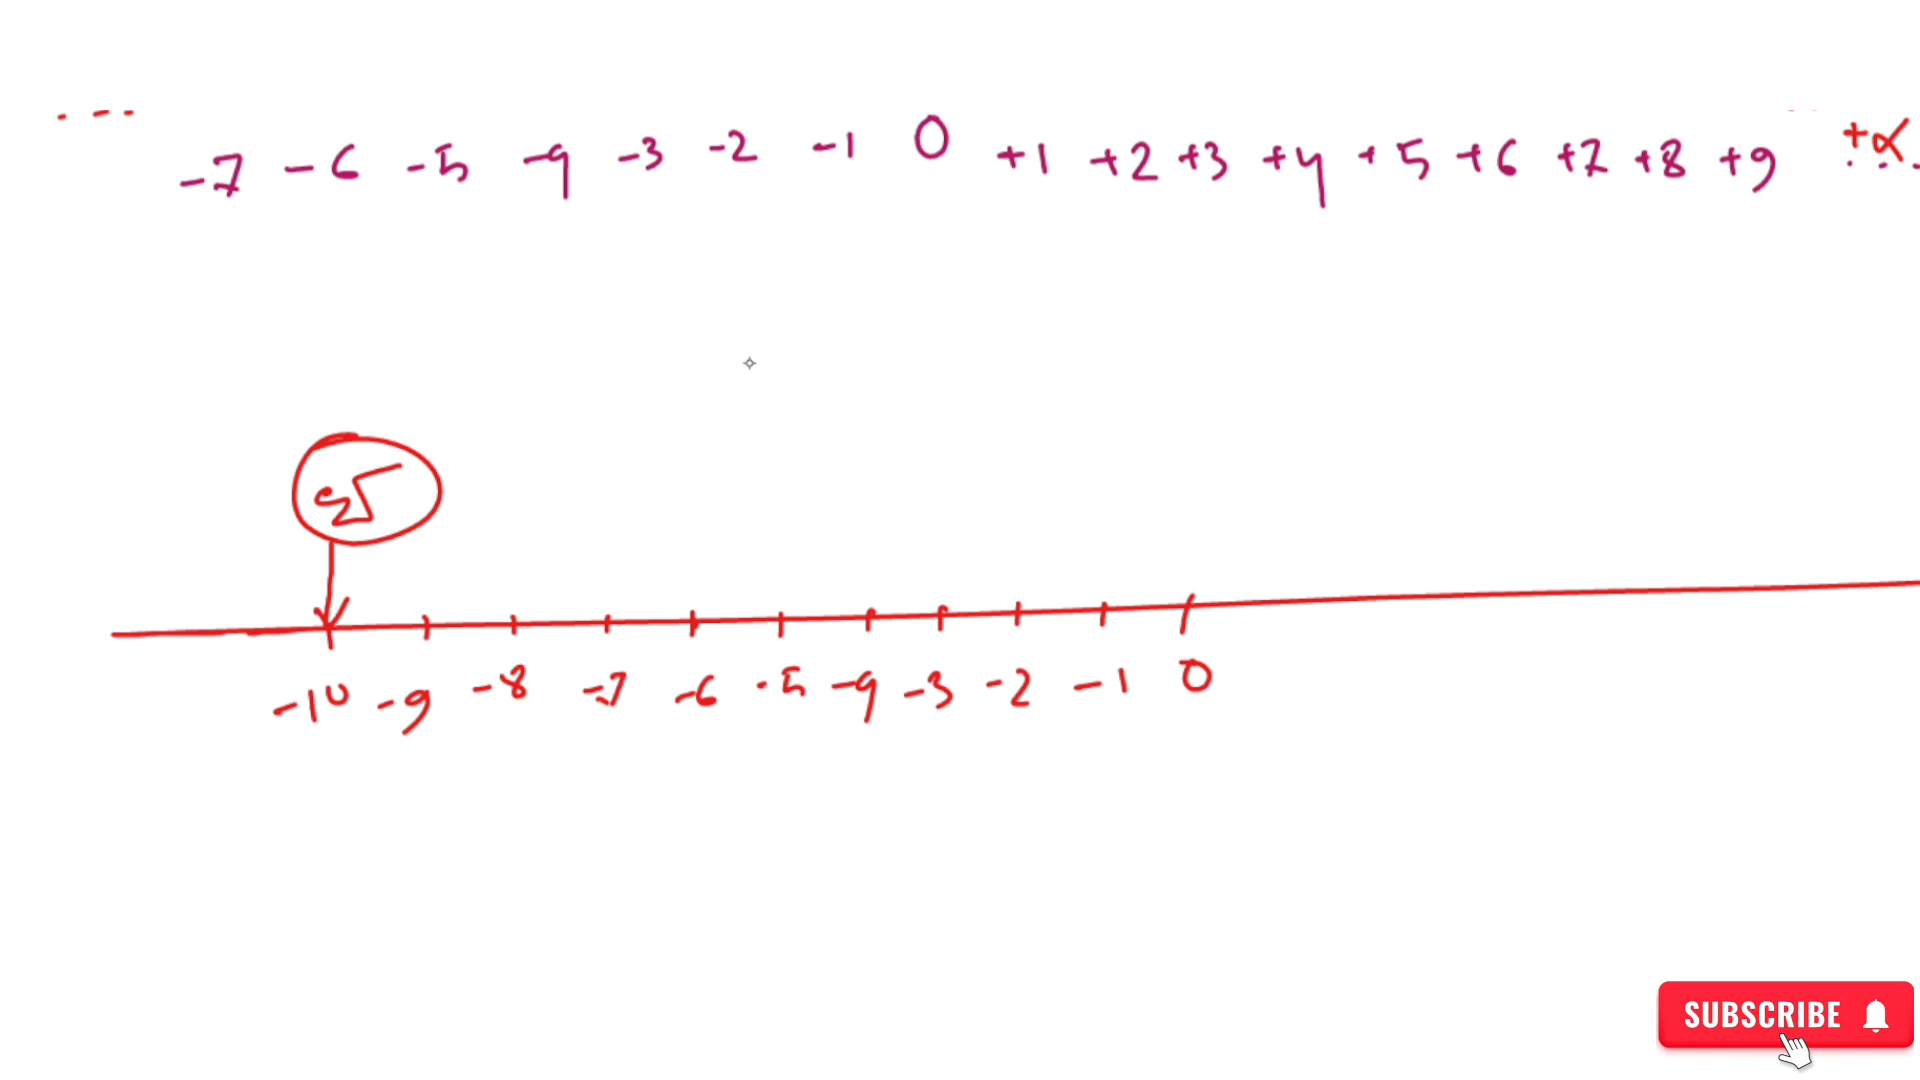 ... -7 -6 -5 -4 -3 -2 -1 0 +1 +2 +3 +4 +5 +6 +7 +8 +9 ... +α
-10 -9 -8 -7 -6 -5 -4 -3 -2 -1 0
SUBSCRIBE